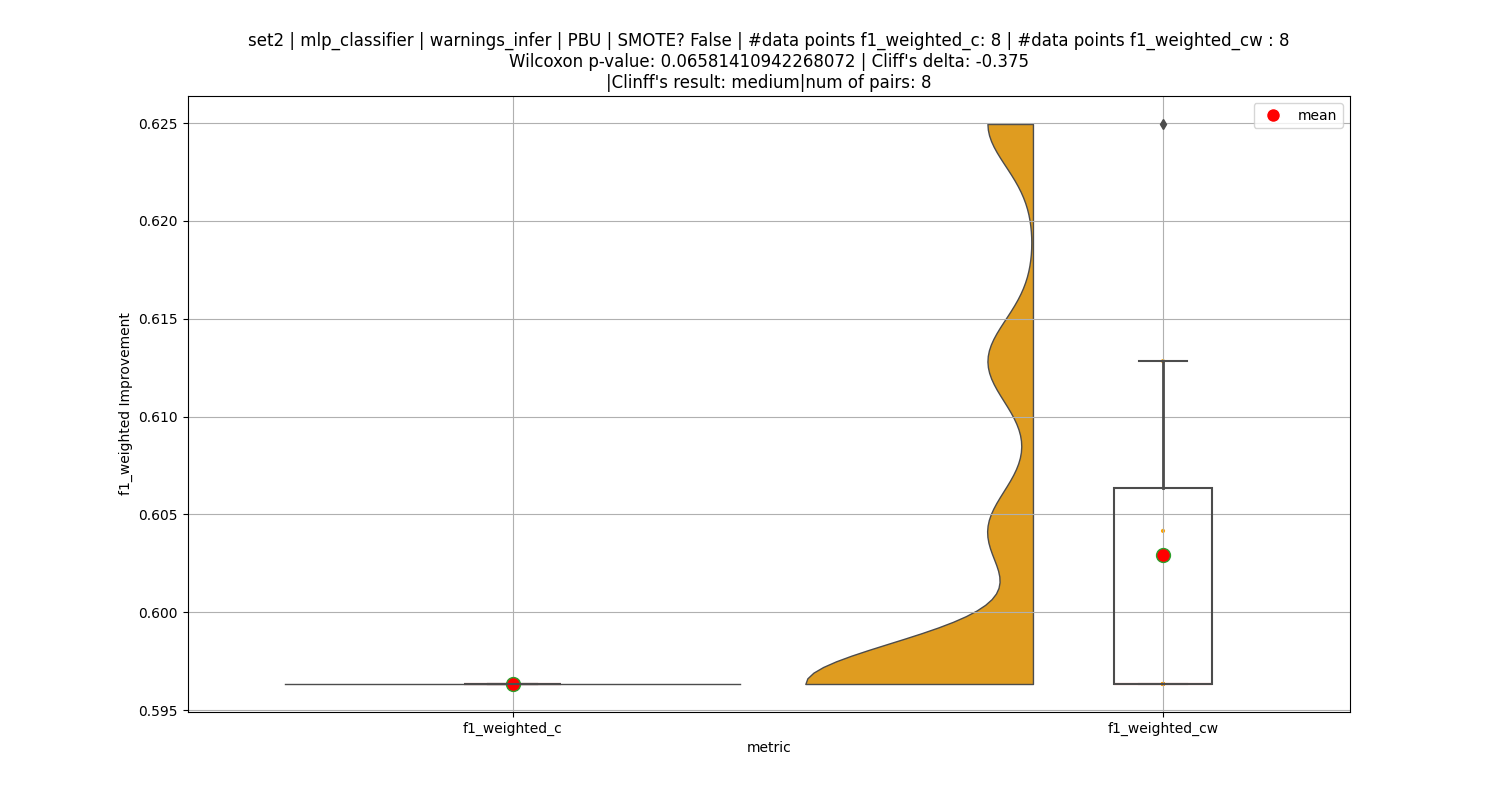 set2 | mlp_classifier | warnings_infer | PBU | SMOTE? False | #data points f1_weighted_c: 8 | #data points f1_weighted_cw : 8
Wilcoxon p-value: 0.06581410942268072 | Cliff's delta: -0.375
|Clinff's result: medium|num of pairs: 8
mean
0.625
0.620
0.615
0.610
0.605
0.600
0.595
f1_weighted Improvement
f1_weighted_c
f1_weighted_cw
metric